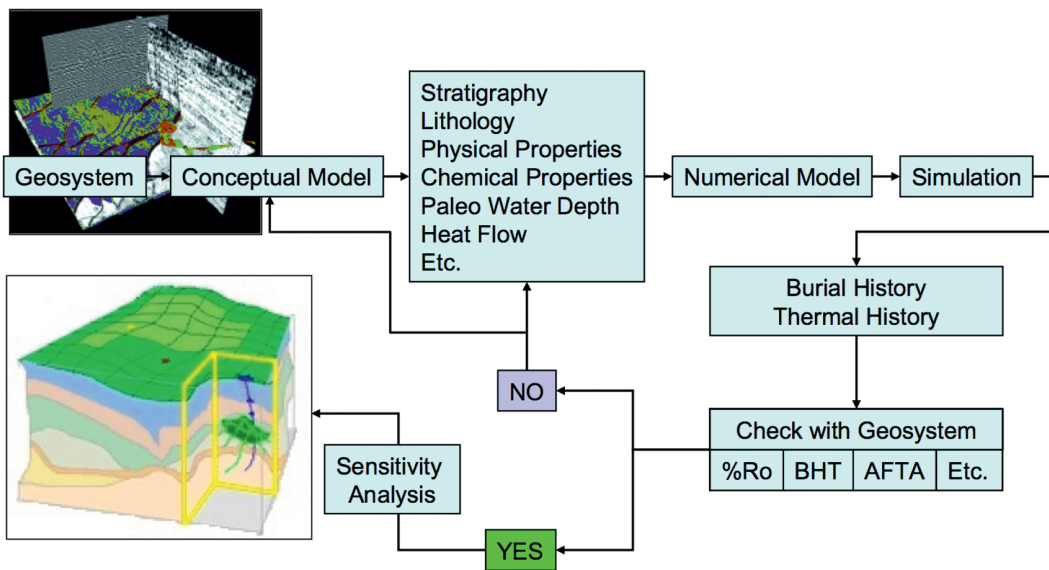 Geosystem
Conceptual Model
Stratigraphy
Lithology
Physical Properties
Chemical Properties
Paleo Water Depth
Heat Flow
Etc.
Numerical Model
Simulation
Burial History
Thermal History
Check with Geosystem
%Ro
BHT
AFTA
Etc.
NO
YES
Sensitivity
Analysis